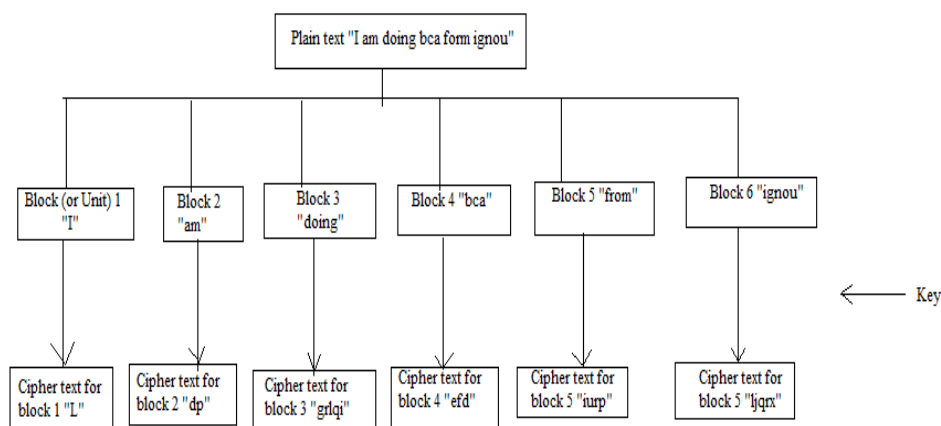 Plain text "I am doing bca form ignou"
Block (or Unit) 1
"I"
Block 2
"am"
Block 3
"doing"
Block 4 "bca"
Block 5 "from"
Block 6 "ignou"
Key
Cipher text for
block 1 "L"
Cipher text for
block 2 "dp"
Cipher text for
block 3 "grlqi"
Cipher text for
block 4 "efd"
Cipher text for
block 5 "iurp"
Cipher text for
block 5 "ljqrx"